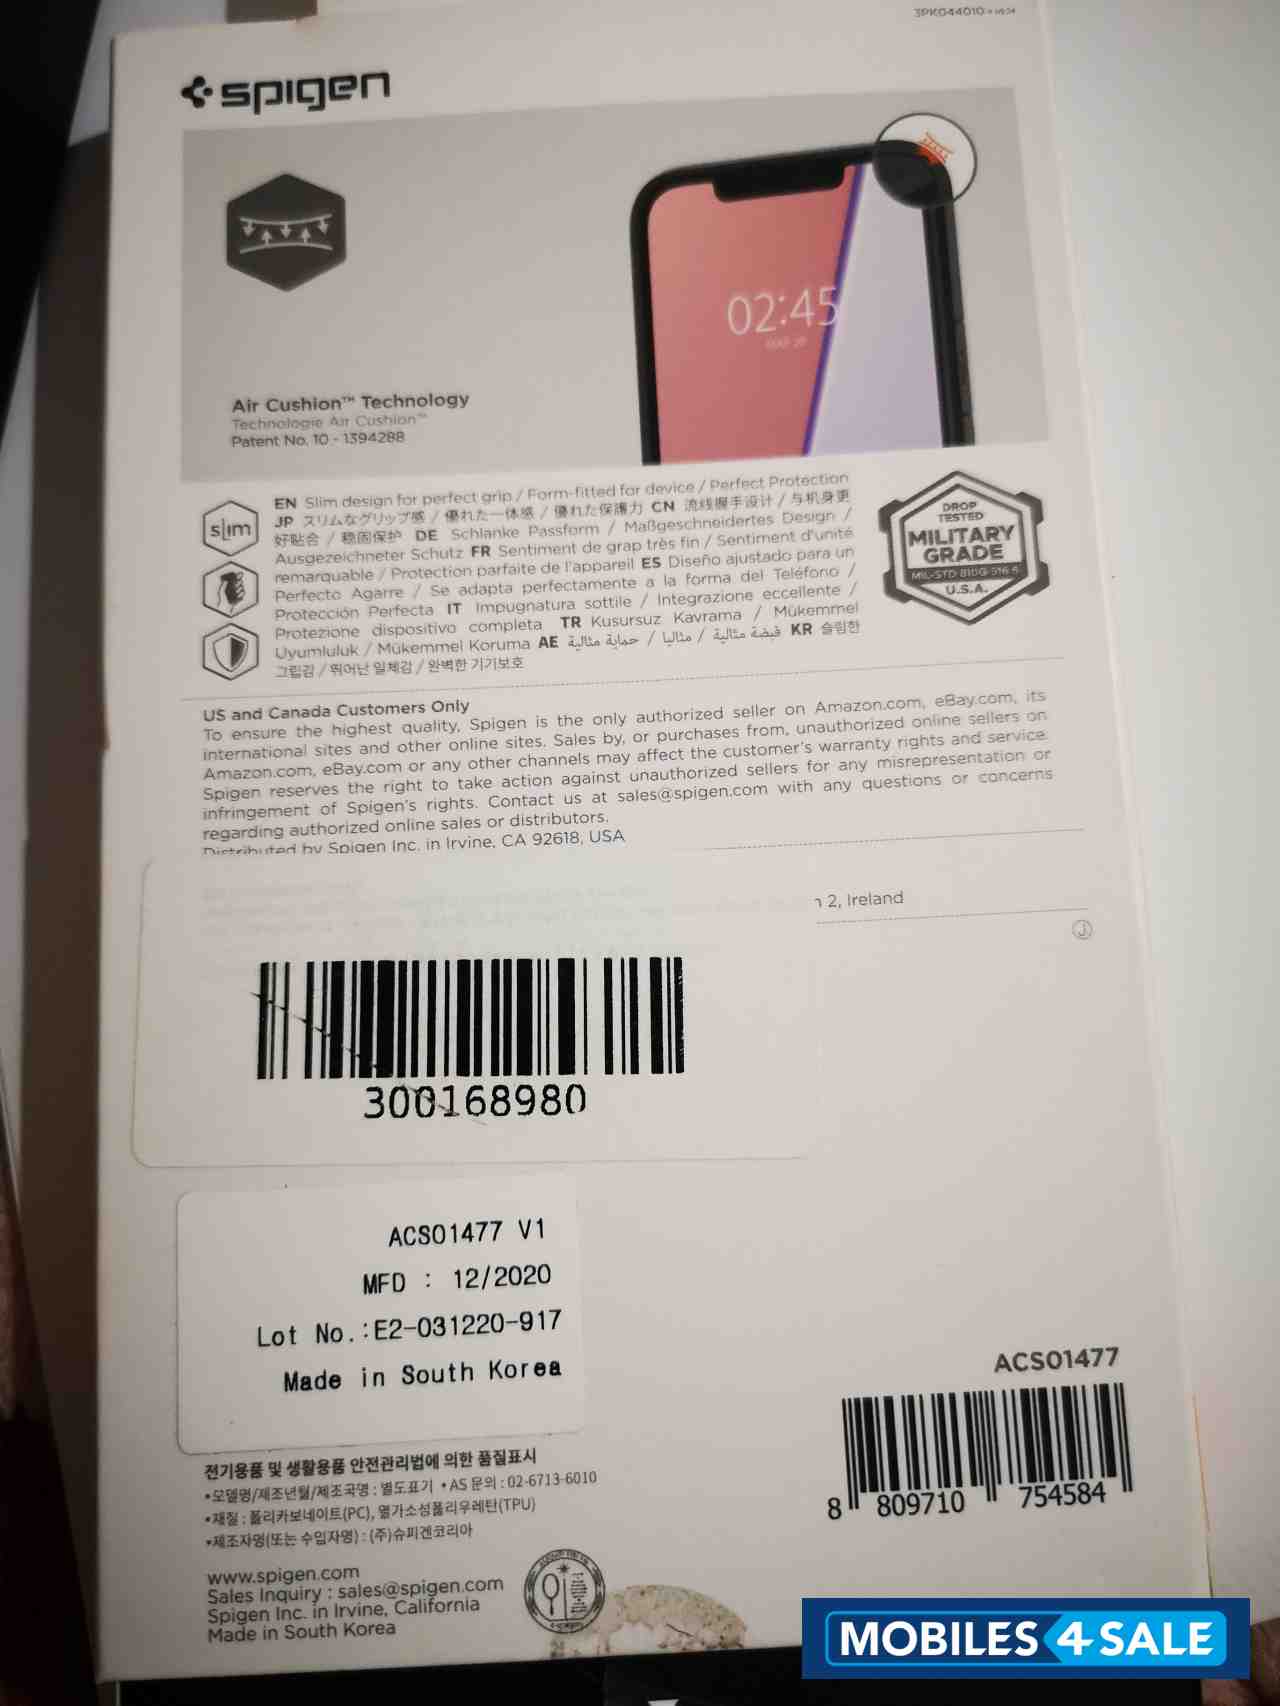 3PK044010
spigen
02:45
Air Cushion™ Technology
Technologie Air Cushion™
Patent No. 10 - 1394288
slim
EN Slim design for perfect grip / Form-fitted for device / Perfect Protection
JP スリムなグリップ感 / 優れた一体感 / 優れた保護力 CN 流线握手设计 / 与机身更
好贴合 / 稳固保护 DE Schlanke Passform / Maßgeschneidertes Design /
Ausgezeichneter Schutz FR Sentiment de grap très fin / Sentiment d'unité
remarquable / Protection parfaite de l'appareil ES Diseño ajustado para un
Perfecto Agarre / Se adapta perfectamente a la forma del Teléfono /
Protección Perfecta IT Impugnatura sottile / Integrazione eccellente /
Protezione dispositivo completa TR Kusursuz Kavrama / Mükemmel
Uyumluluk / Mükemmel Koruma AE قبضة مثالية / مثاليا / حماية مثالية KR 슬림한
그립감 / 뛰어난 일체감 / 완벽한 기기보호
DROP
TESTED
MILITARY
GRADE
MIL-STD 810G-516.6
U.S.A.
US and Canada Customers Only
To ensure the highest quality, Spigen is the only authorized seller on Amazon.com, eBay.com, its
international sites and other online sites. Sales by, or purchases from, unauthorized online sellers on
Amazon.com, eBay.com or any other channels may affect the customer's warranty rights and service.
Spigen reserves the right to take action against unauthorized sellers for any misrepresentation or
infringement of Spigen's rights. Contact us at sales@spigen.com with any questions or concerns
regarding authorized online sales or distributors.
Distributed by Spigen Inc. in Irvine, CA 92618, USA
2, Ireland
J
300168980
ACS01477 V1
MFD : 12/2020
Lot No.:E2-031220-917
Made in South Korea
ACS01477
8 809710 754584
전기용품 및 생활용품 안전관리법에 의한 품질표시
•모델명/제조년월/제조국명 : 별도표기 •AS 문의 : 02-6713-6010
•재질 : 폴리카보네이트(PC), 열가소성폴리우레탄(TPU)
•제조자명(또는 수입자명) : (주)슈피겐코리아
www.spigen.com
Sales Inquiry : sales@spigen.com
Spigen Inc. in Irvine, California
Made in South Korea
MOBILES4SALE